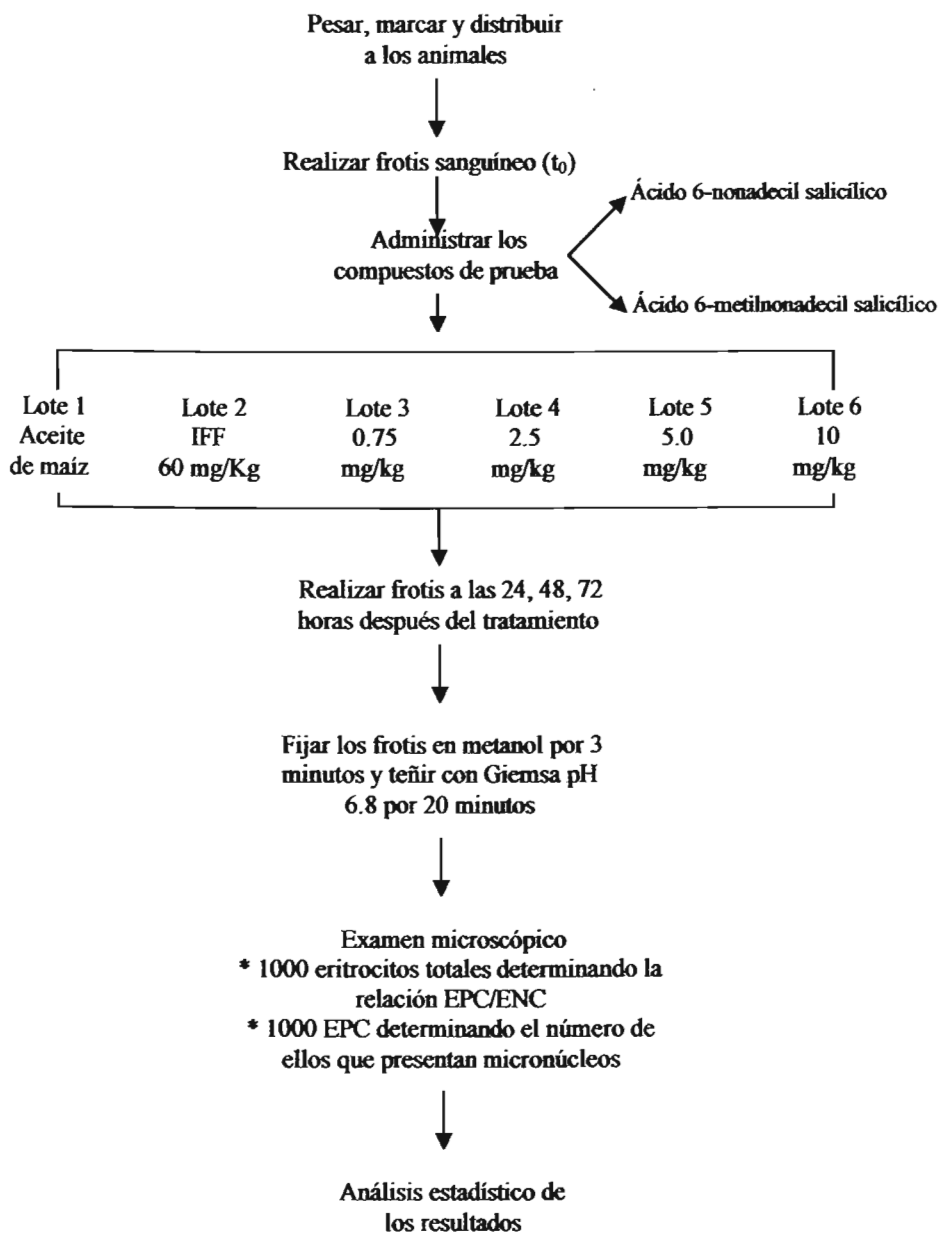 Pesar, marcar y distribuir
a los animales
Realizar frotis sanguíneo (t₀)
Administrar los
compuestos de prueba
Ácido 6-nonadecil salicílico
Ácido 6-metilnonadecil salicílico
Lote 1
Aceite
de maíz
Lote 2
IFF
60 mg/Kg
Lote 3
0.75
mg/kg
Lote 4
2.5
mg/kg
Lote 5
5.0
mg/kg
Lote 6
10
mg/kg
Realizar frotis a las 24, 48, 72
horas después del tratamiento
Fijar los frotis en metanol por 3
minutos y teñir con Giemsa pH
6.8 por 20 minutos
Examen microscópico
* 1000 eritrocitos totales determinando la
relación EPC/ENC
* 1000 EPC determinando el número de
ellos que presentan micronúcleos
Análisis estadístico de
los resultados